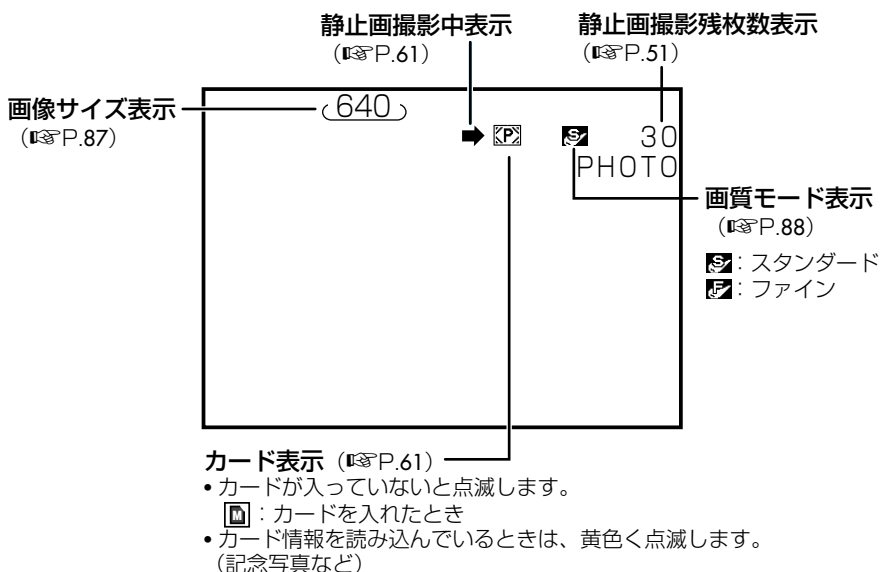 静止画撮影中表示
(☞P.61)
静止画撮影残枚数表示
(☞P.51)
画像サイズ表示
(☞P.87)
640
P
S 30
PHOTO
画質モード表示
(☞P.88)
S:スタンダード
F:ファイン
カード表示(☞P.61)
•カードが入っていないと点滅します。
M:カードを入れたとき
•カード情報を読み込んでいるときは、黄色く点滅します。
(記念写真など)